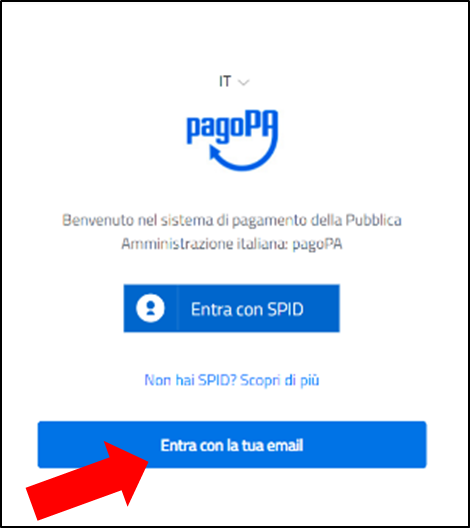 IT
pagoPA
Benvenuto nel sistema di pagamento della Pubblica
Amministrazione italiana: pagoPA
Entra con SPID
Non hai SPID? Scopri di più
Entra con la tua email